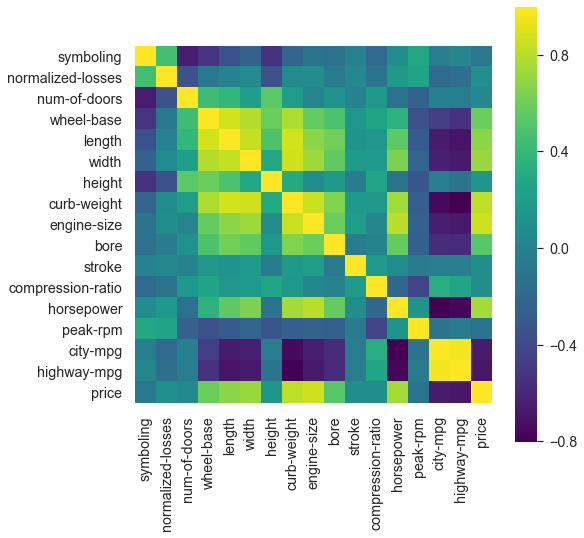 symboling
normalized-losses
num-of-doors
wheel-base
length
width
height
curb-weight
engine-size
bore
stroke
compression-ratio
horsepower
peak-rpm
city-mpg
highway-mpg
price
symboling
normalized-losses
num-of-doors
wheel-base
length
width
height
curb-weight
engine-size
bore
stroke
compression-ratio
horsepower
peak-rpm
city-mpg
highway-mpg
price
0.8
0.4
0.0
−0.4
−0.8